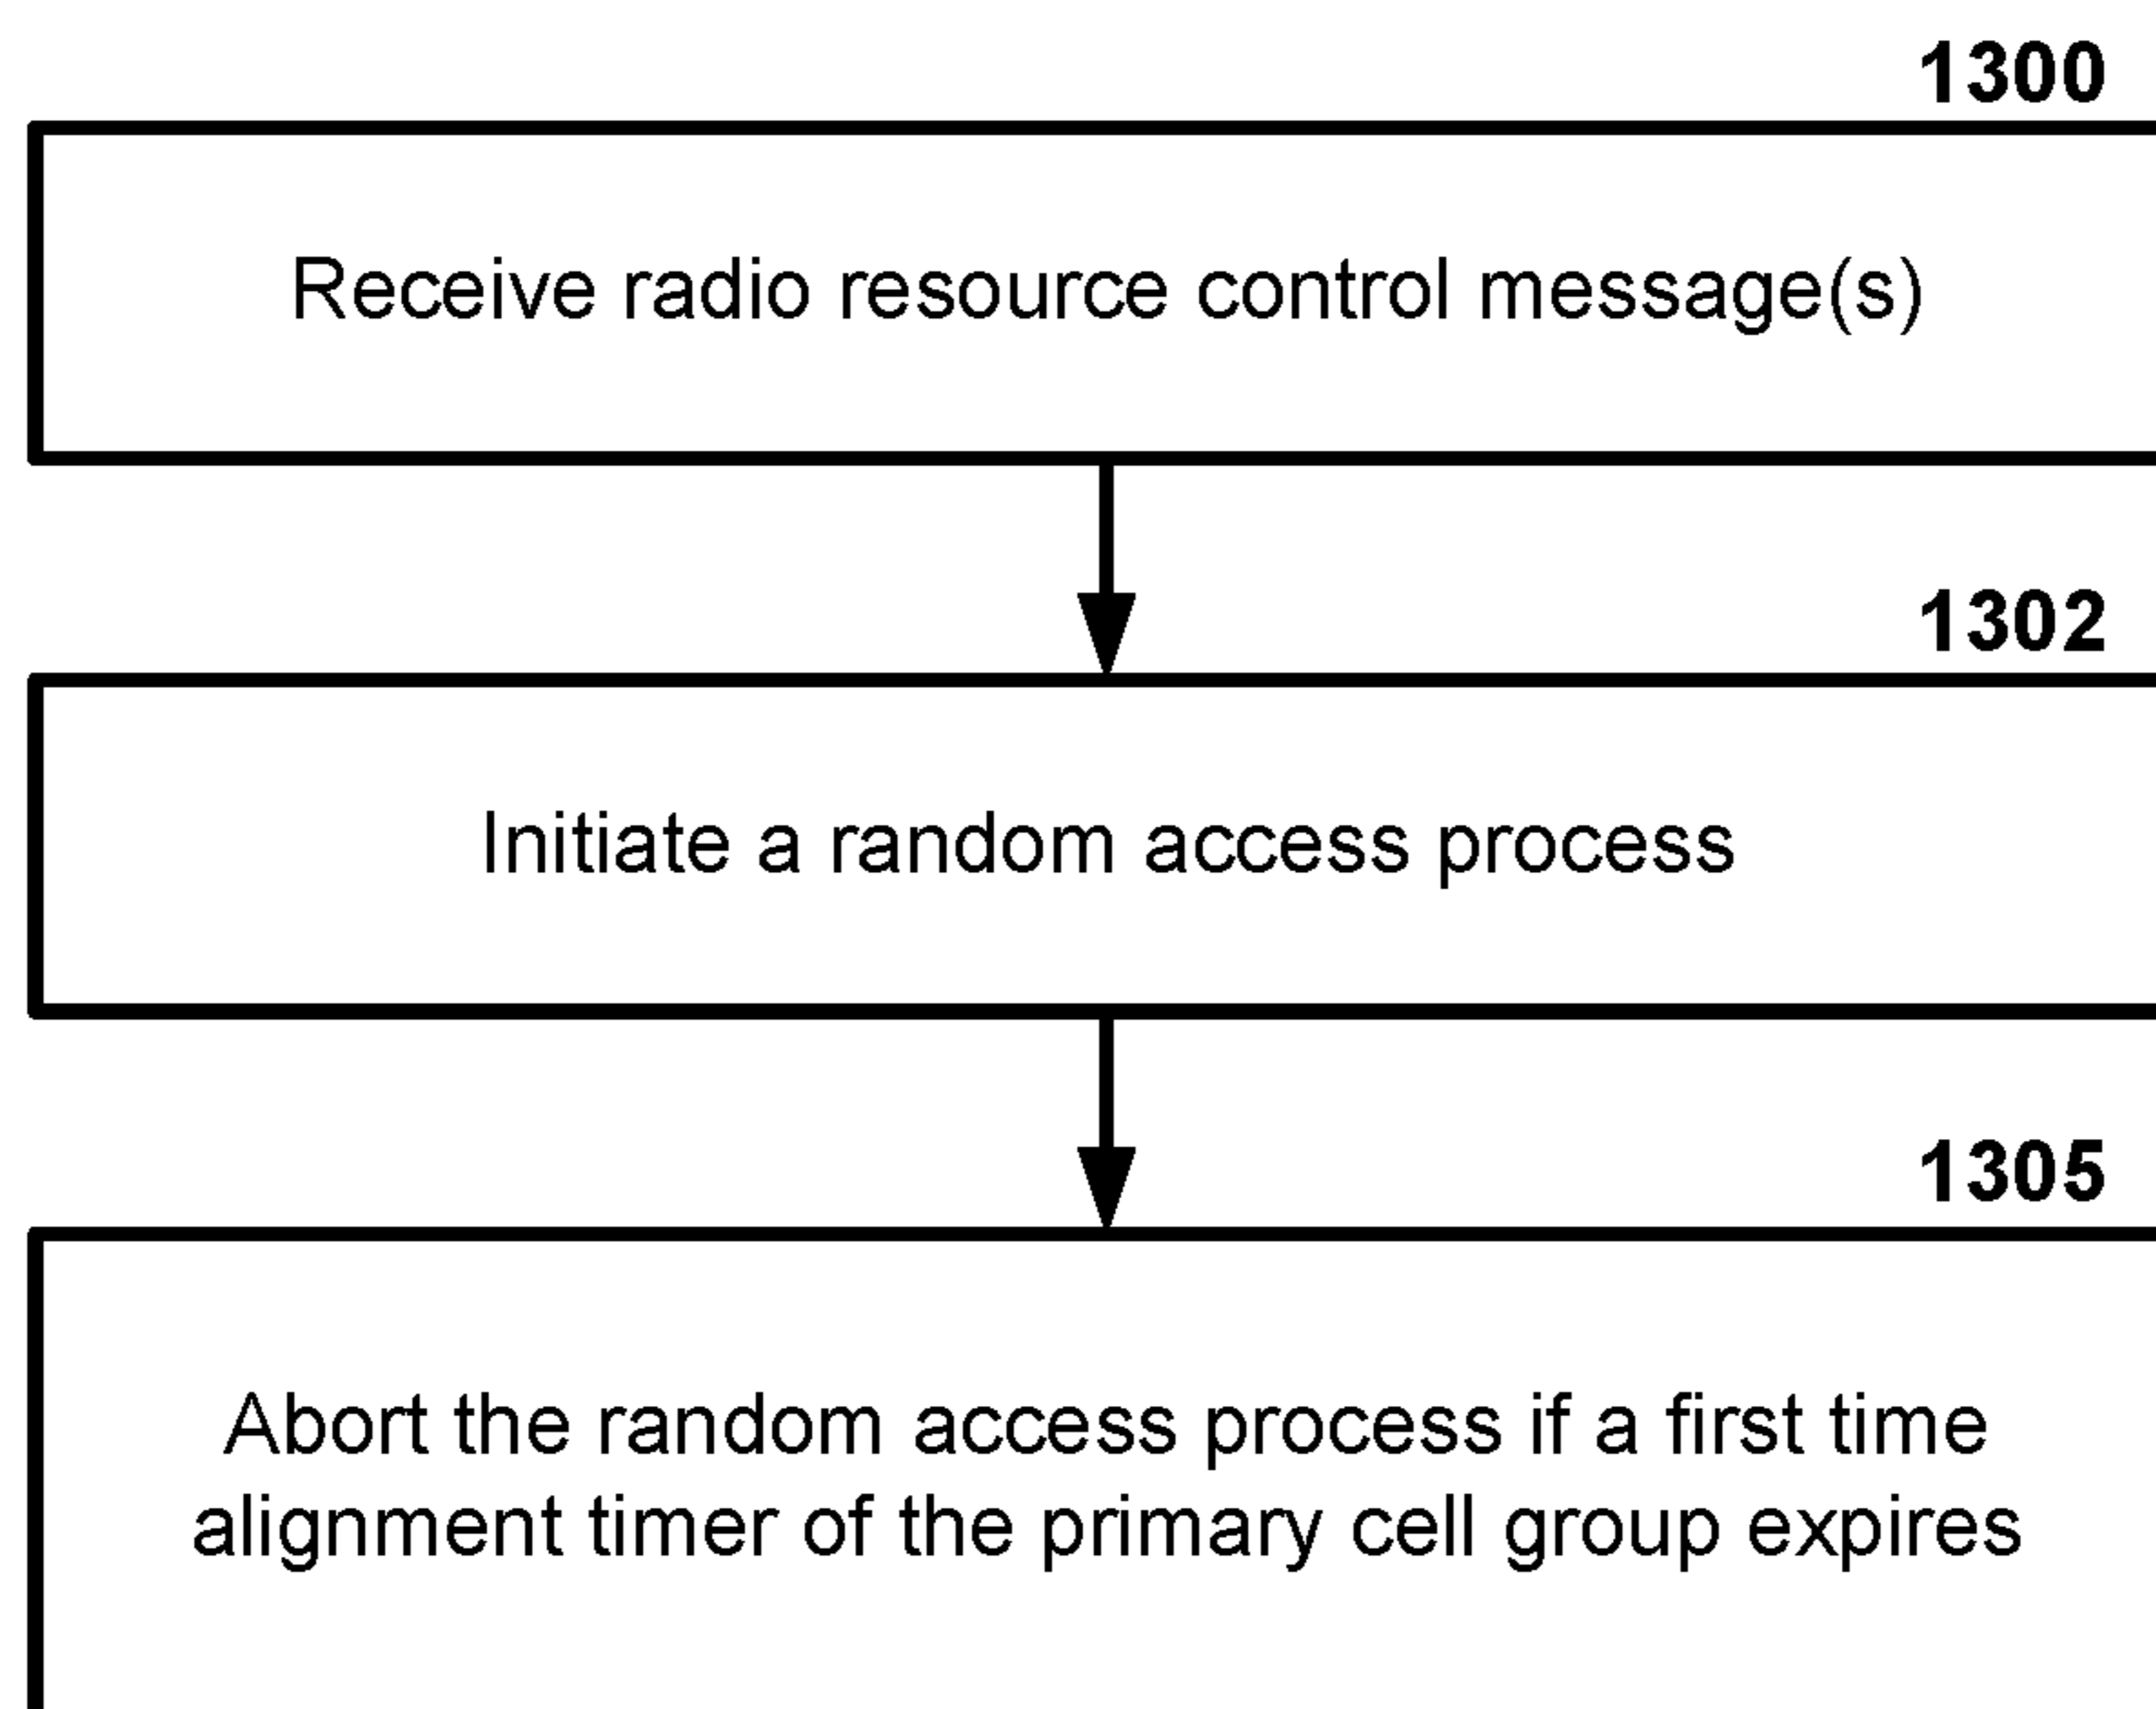 1300
Receive radio resource control message(s)
1302
Initiate a random access process
1305
Abort the random access process if a first time
alignment timer of the primary cell group expires